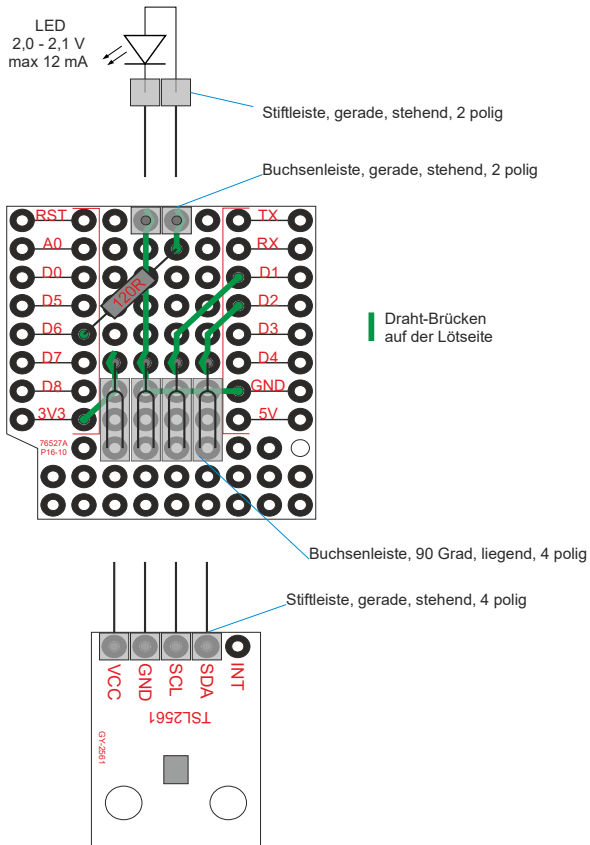 LED
2,0 - 2,1 V
max 12 mA
Stiftleiste, gerade, stehend, 2 polig
Buchsenleiste, gerade, stehend, 2 polig
RST
TX
A0
RX
D0
D1
D5
120R
D2
D6
D3
Draht-Brücken
auf der Lötseite
D7
D4
D8
GND
3V3
5V
76527A
P16-10
Buchsenleiste, 90 Grad, liegend, 4 polig
Stiftleiste, gerade, stehend, 4 polig
VCC
GND
SCL
SDA
INT
TSL2561
GY-2561